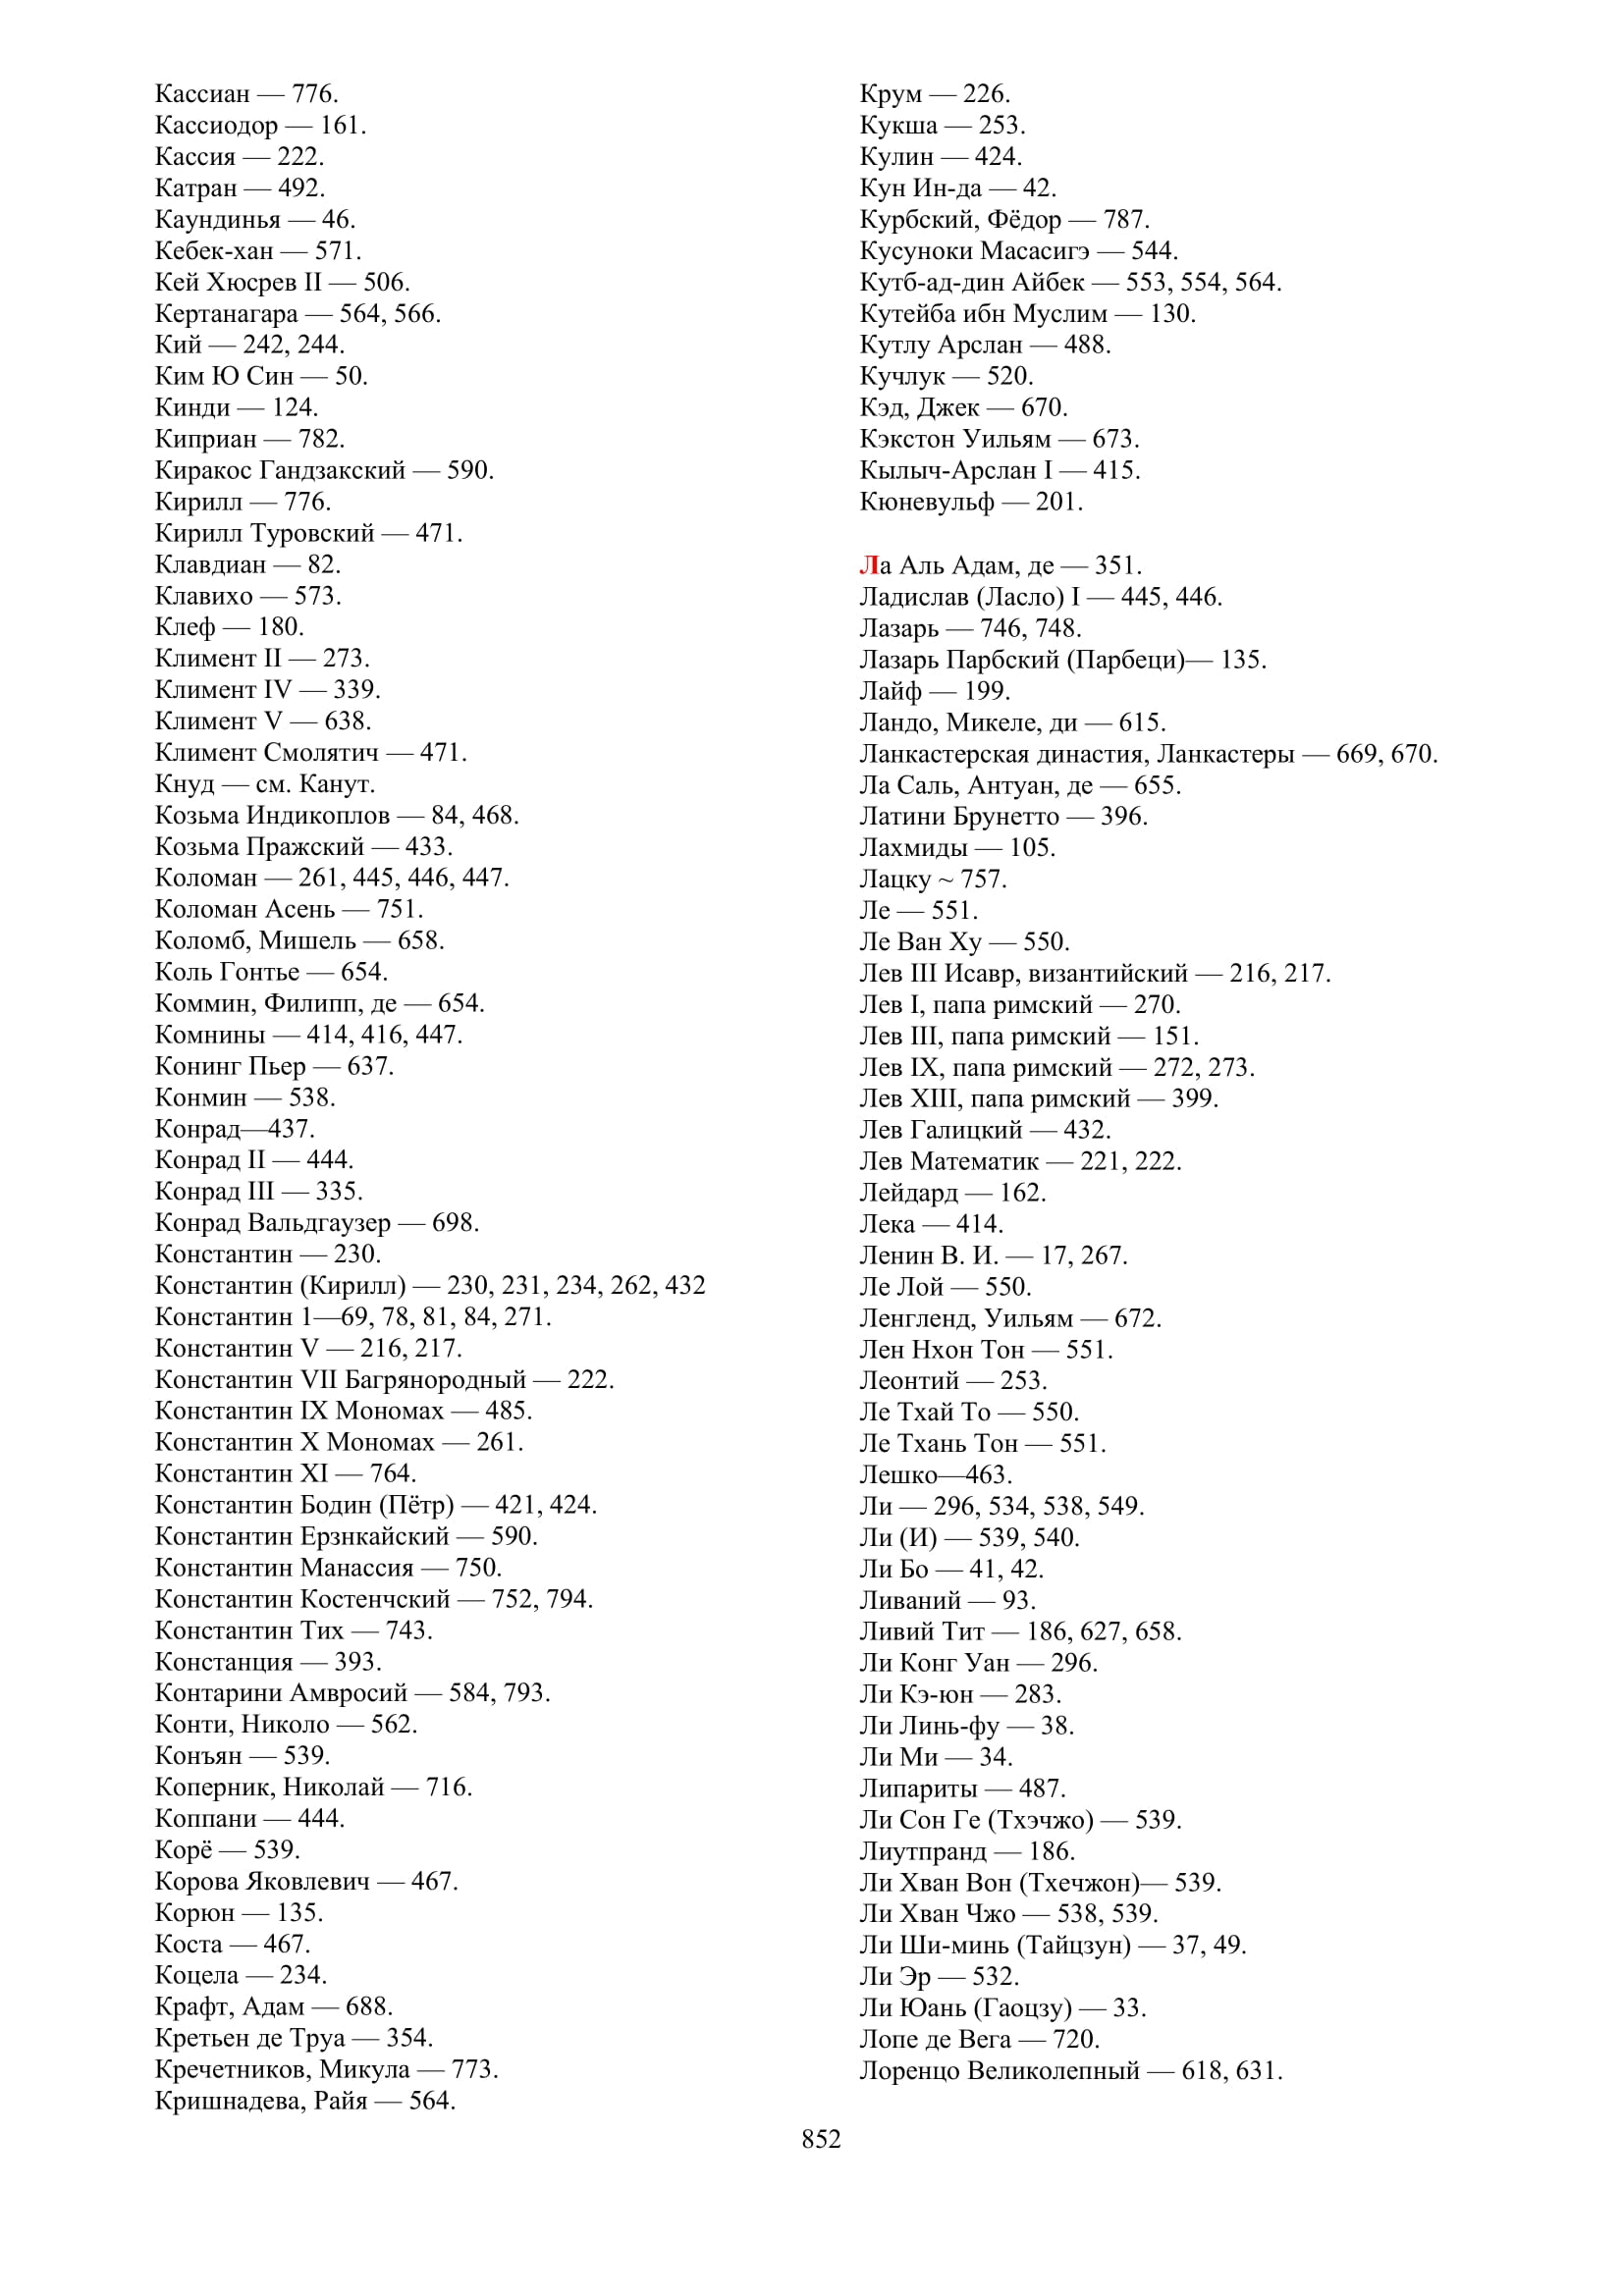 Кассиан — 776.
Кассиодор — 161.
Кассия — 222.
Катран — 492.
Каундинья — 46.
Кебек-хан — 571.
Кей Хюсрев II — 506.
Кертанагара — 564, 566.
Кий — 242, 244.
Ким Ю Син — 50.
Кинди — 124.
Киприан — 782.
Киракос Гандзакский — 590.
Кирилл — 776.
Кирилл Туровский — 471.
Клавдиан — 82.
Клавихо — 573.
Клеф — 180.
Климент II — 273.
Климент IV — 339.
Климент V — 638.
Климент Смолятич — 471.
Кнуд — см. Канут.
Козьма Индикоплов — 84, 468.
Козьма Пражский — 433.
Коломан — 261, 445, 446, 447.
Коломан Асень — 751.
Коломб, Мишель — 658.
Коль Гонтье — 654.
Коммин, Филипп, де — 654.
Комнины — 414, 416, 447.
Конинг Пьер — 637.
Конмин — 538.
Конрад—437.
Конрад II — 444.
Конрад III — 335.
Конрад Вальдгаузер — 698.
Константин — 230.
Константин (Кирилл) — 230, 231, 234, 262, 432
Константин 1—69, 78, 81, 84, 271.
Константин V — 216, 217.
Константин VII Багрянородный — 222.
Константин IX Мономах — 485.
Константин X Мономах — 261.
Константин XI — 764.
Константин Бодин (Пётр) — 421, 424.
Константин Ерзнкайский — 590.
Константин Манассия — 750.
Константин Костенчский — 752, 794.
Константин Тих — 743.
Констанция — 393.
Контарини Амвросий — 584, 793.
Конти, Николо — 562.
Конъян — 539.
Коперник, Николай — 716.
Коппани — 444.
Корё — 539.
Корова Яковлевич — 467.
Корюн — 135.
Коста — 467.
Коцела — 234.
Крафт, Адам — 688.
Кретьен де Труа — 354.
Кречетников, Микула — 773.
Кришнадева, Райя — 564.
Крум — 226.
Кукша — 253.
Кулин — 424.
Кун Ин-да — 42.
Курбский, Фёдор — 787.
Кусуноки Масасигэ — 544.
Кутб-ад-дин Айбек — 553, 554, 564.
Кутейба ибн Муслим — 130.
Кутлу Арслан — 488.
Кучлук — 520.
Кэд, Джек — 670.
Кэкстон Уильям — 673.
Кылыч-Арслан I — 415.
Кюневульф — 201.
Ла Аль Адам, де — 351.
Ладислав (Ласло) I — 445, 446.
Лазарь — 746, 748.
Лазарь Парбский (Парбеци)— 135.
Лайф — 199.
Ландо, Микеле, ди — 615.
Ланкастерская династия, Ланкастеры — 669, 670.
Ла Саль, Антуан, де — 655.
Латини Брунетто — 396.
Лахмиды — 105.
Лацку ~ 757.
Ле — 551.
Ле Ван Ху — 550.
Лев III Исавр, византийский — 216, 217.
Лев I, папа римский — 270.
Лев III, папа римский — 151.
Лев IX, папа римский — 272, 273.
Лев XIII, папа римский — 399.
Лев Галицкий — 432.
Лев Математик — 221, 222.
Лейдард — 162.
Лека — 414.
Ленин В. И. — 17, 267.
Ле Лой — 550.
Ленгленд, Уильям — 672.
Лен Нхон Тон — 551.
Леонтий — 253.
Ле Тхай То — 550.
Ле Тхань Тон — 551.
Лешко—463.
Ли — 296, 534, 538, 549.
Ли (И) — 539, 540.
Ли Бо — 41, 42.
Ливаний — 93.
Ливий Тит — 186, 627, 658.
Ли Конг Уан — 296.
Ли Кэ-юн — 283.
Ли Линь-фу — 38.
Ли Ми — 34.
Липариты — 487.
Ли Сон Ге (Тхэчжо) — 539.
Лиутпранд — 186.
Ли Хван Вон (Тхечжон)— 539.
Ли Хван Чжо — 538, 539.
Ли Ши-минь (Тайцзун) — 37, 49.
Ли Эр — 532.
Ли Юань (Гаоцзу) — 33.
Лопе де Вега — 720.
Лоренцо Великолепный — 618, 631.
852